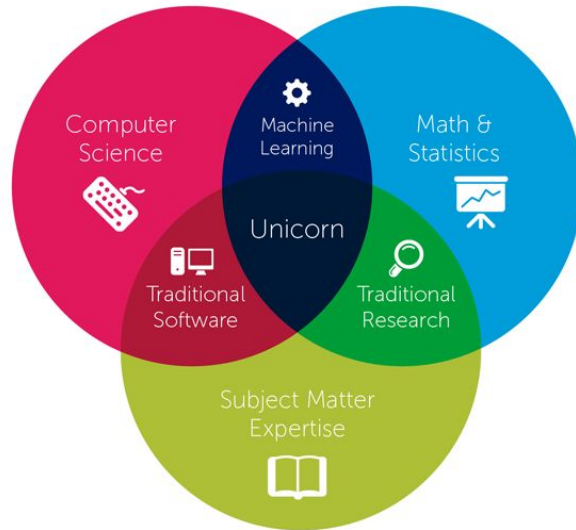 Computer
Science
Machine
Learning
Math &
Statistics
Unicorn
Traditional
Software
Traditional
Research
Subject Matter
Expertise